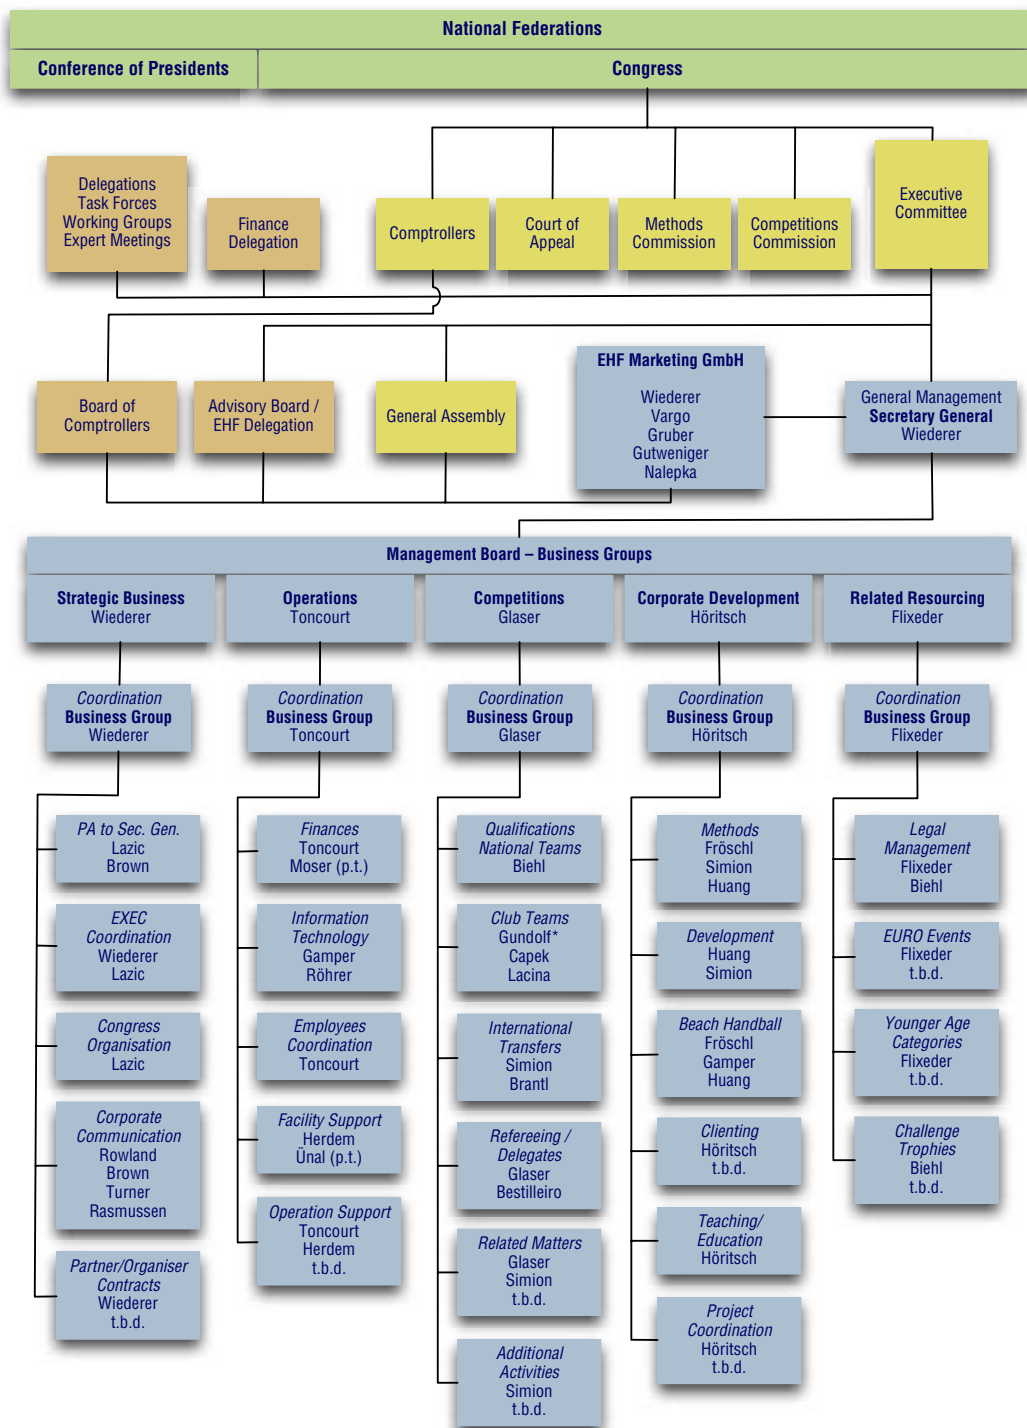 National Federations
Conference of Presidents
Congress
Delegations
Task Forces
Working Groups
Expert Meetings
Finance
Delegation
Comptrollers
Court of
Appeal
Methods
Commission
Competitions
Commission
Executive
Committee
Board of
Comptrollers
Advisory Board /
EHF Delegation
General Assembly
EHF Marketing GmbH
Wiederer
Vargo
Gruber
Gutweniger
Nalepka
General Management
Secretary General
Wiederer
Management Board – Business Groups
Strategic Business
Wiederer
Operations
Toncourt
Competitions
Glaser
Corporate Development
Höritsch
Related Resourcing
Flixeder
Coordination
Business Group
Wiederer
Coordination
Business Group
Toncourt
Coordination
Business Group
Glaser
Coordination
Business Group
Höritsch
Coordination
Business Group
Flixeder
PA to Sec. Gen.
Lazic
Brown
EXEC
Coordination
Wiederer
Lazic
Congress
Organisation
Lazic
Corporate
Communication
Rowland
Brown
Turner
Rasmussen
Partner/Organiser
Contracts
Wiederer
t.b.d.
Finances
Toncourt
Moser (p.t.)
Information
Technology
Gamper
Röhrer
Employees
Coordination
Toncourt
Facility Support
Herdem
Ünal (p.t.)
Operation Support
Toncourt
Herdem
t.b.d.
Qualifications
National Teams
Biehl
Club Teams
Gundolf*
Capek
Lacina
International
Transfers
Simion
Brantl
Refereeing /
Delegates
Glaser
Bestilleiro
Related Matters
Glaser
Simion
t.b.d.
Additional
Activities
Simion
t.b.d.
Methods
Fröschl
Simion
Huang
Development
Huang
Simion
Beach Handball
Fröschl
Gamper
Huang
Clienting
Höritsch
t.b.d.
Teaching/
Education
Höritsch
Project
Coordination
Höritsch
t.b.d.
Legal
Management
Flixeder
Biehl
EURO Events
Flixeder
t.b.d.
Younger Age
Categories
Flixeder
t.b.d.
Challenge
Trophies
Biehl
t.b.d.